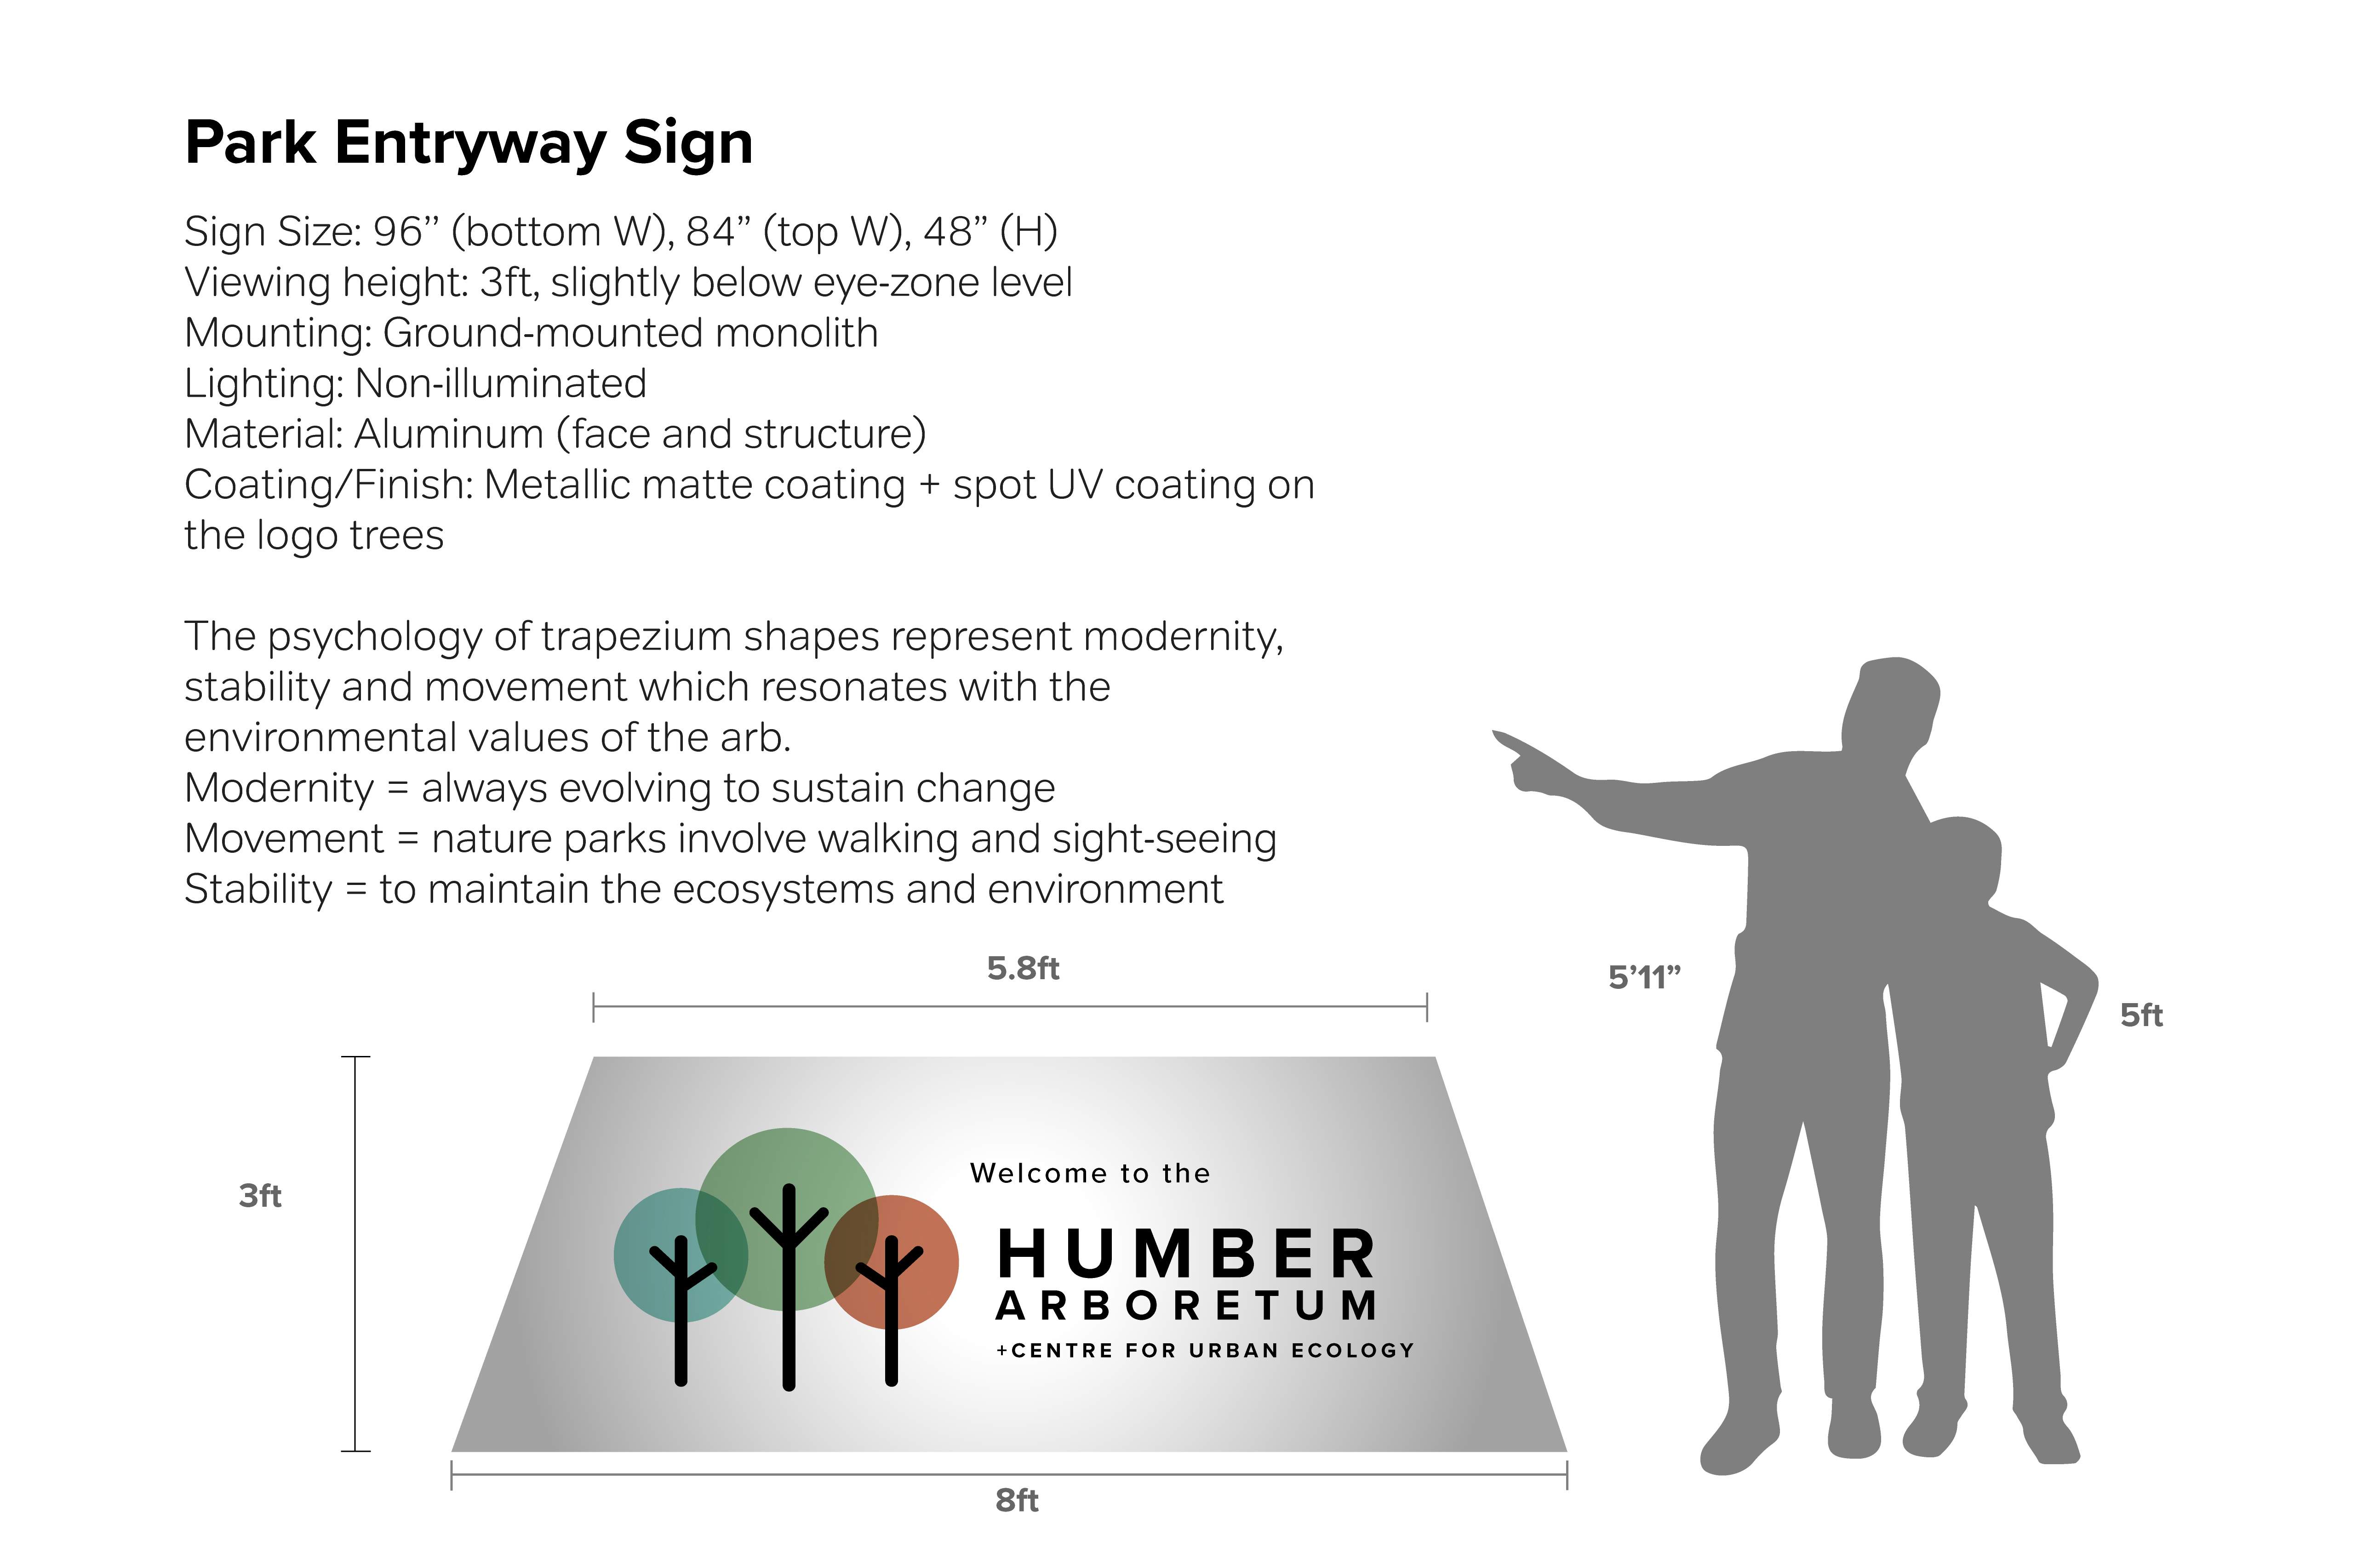 Park Entryway Sign
Sign Size: 96” (bottom W), 84” (top W), 48” (H)
Viewing height: 3ft, slightly below eye-zone level
Mounting: Ground-mounted monolith
Lighting: Non-illuminated
Material: Aluminum (face and structure)
Coating/Finish: Metallic matte coating + spot UV coating on
the logo trees
The psychology of trapezium shapes represent modernity,
stability and movement which resonates with the
environmental values of the arb.
Modernity = always evolving to sustain change
Movement = nature parks involve walking and sight-seeing
Stability = to maintain the ecosystems and environment
5.8ft
5’11”
5ft
3ft
Welcome to the
HUMBER
ARBORETUM
+CENTRE FOR URBAN ECOLOGY
8ft